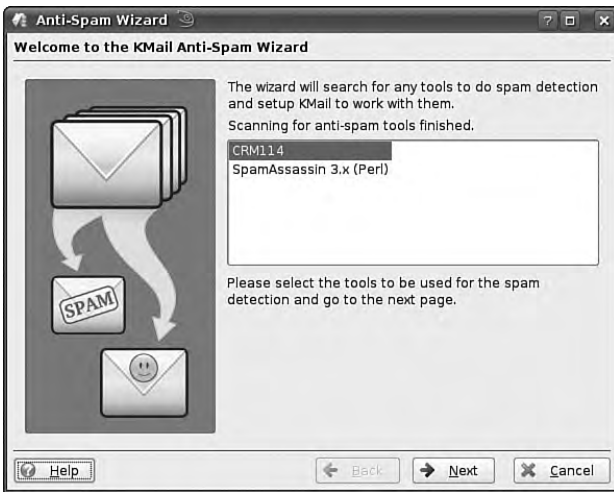 Anti-Spam Wizard
Welcome to the KMail Anti-Spam Wizard
The wizard will search for any tools to do spam detection
and setup KMail to work with them.
Scanning for anti-spam tools finished.
CRM114
SpamAssassin 3.x (Perl)
Please select the tools to be used for the spam
detection and go to the next page.
SPAM
Help
Back
Next
Cancel